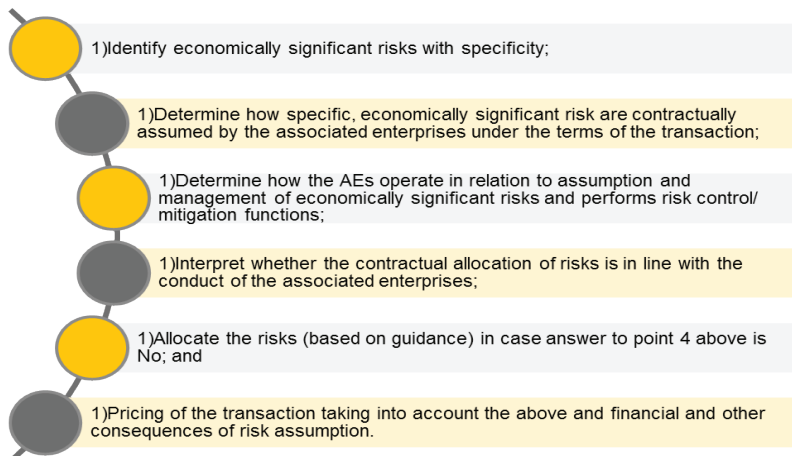 1)Identify economically significant risks with specificity;
1)Determine how specific, economically significant risk are contractually
assumed by the associated enterprises under the terms of the transaction;
1)Determine how the AEs operate in relation to assumption and
management of economically significant risks and performs risk control/
mitigation functions;
1)Interpret whether the contractual allocation of risks is in line with the
conduct of the associated enterprises;
1)Allocate the risks (based on guidance) in case answer to point 4 above is
No; and
1)Pricing of the transaction taking into account the above and financial and other
consequences of risk assumption.